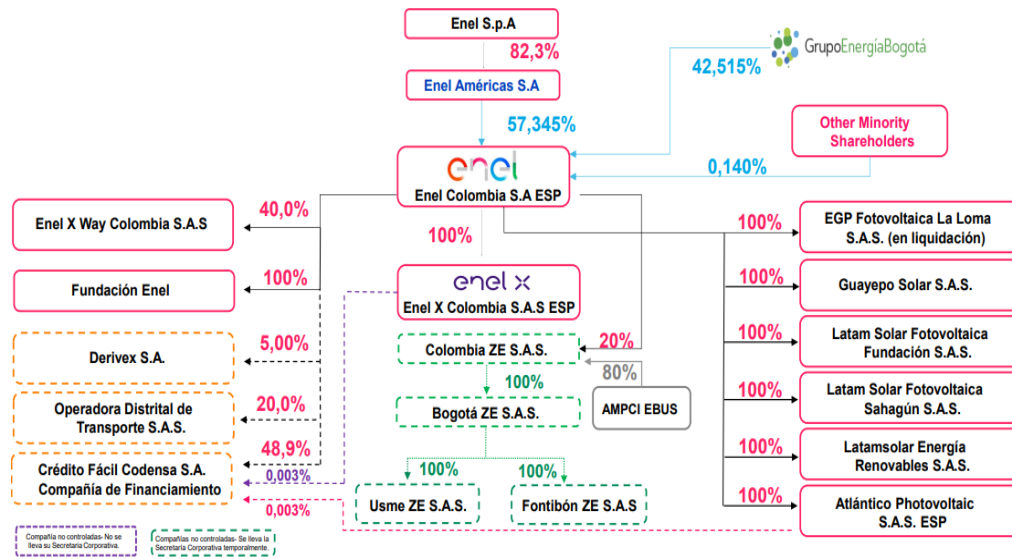 Enel S.p.A
82,3%
GrupoEnergíaBogotá
42,515%
Enel Américas S.A
57,345%
Other Minority
Shareholders
0,140%
enel
Enel Colombia S.A ESP
40,0%
Enel X Way Colombia S.A.S
100%
EGP Fotovoltaica La Loma
S.A.S. (en liquidación)
100%
enel x
Enel X Colombia S.A.S ESP
100%
Fundación Enel
100%
Guayepo Solar S.A.S.
5,00%
Derivex S.A.
Colombia ZE S.A.S.
20%
80%
AMPCI EBUS
100%
Latam Solar Fotovoltaica
Fundación S.A.S.
100%
Bogotá ZE S.A.S.
20,0%
Operadora Distrital de
Transporte S.A.S.
100%
Latam Solar Fotovoltaica
Sahagún S.A.S.
48,9%
Crédito Fácil Codensa S.A.
Compañía de Financiamiento
0,003%
0,003%
100%
Usme ZE S.A.S.
100%
Fontibón ZE S.A.S
100%
Latamsolar Energía
Renovables S.A.S.
100%
Atlántico Photovoltaic
S.A.S. ESP
Compañía no controladas- No se
lleva su Secretaria Corporativa.
Compañías no controladas- Se lleva la
Secretaría Corporativa temporalmente.